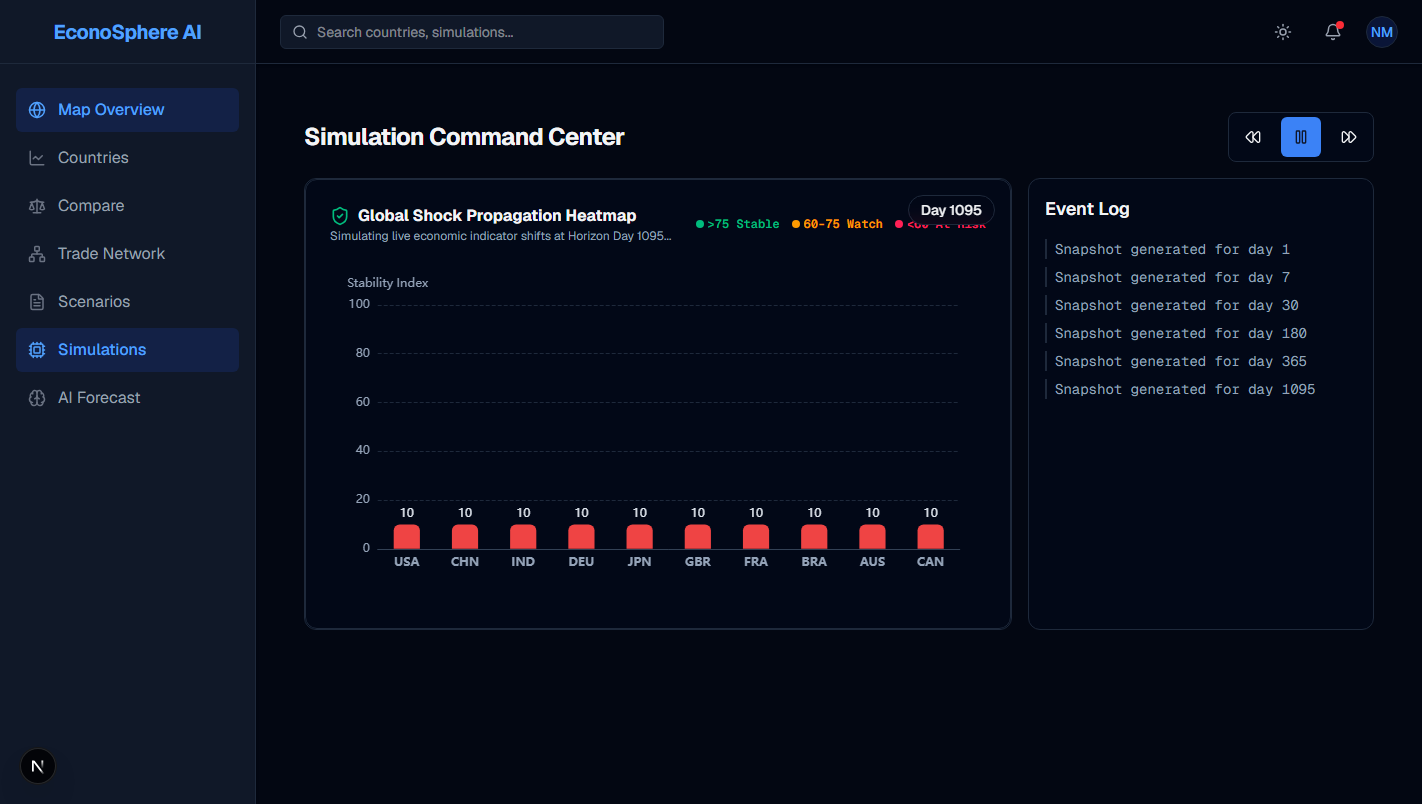 EconoSphere AI
Search countries, simulations...
NM
Map Overview
Countries
Compare
Trade Network
Scenarios
Simulations
AI Forecast
N
Simulation Command Center
Global Shock Propagation Heatmap
Simulating live economic indicator shifts at Horizon Day 1095...
>75 Stable
60-75 Watch
<60 At Risk
Day 1095
Stability Index
100
80
60
40
20
0
10 10 10 10 10 10 10 10 10 10
USA CHN IND DEU JPN GBR FRA BRA AUS CAN
Event Log
Snapshot generated for day 1
Snapshot generated for day 7
Snapshot generated for day 30
Snapshot generated for day 180
Snapshot generated for day 365
Snapshot generated for day 1095